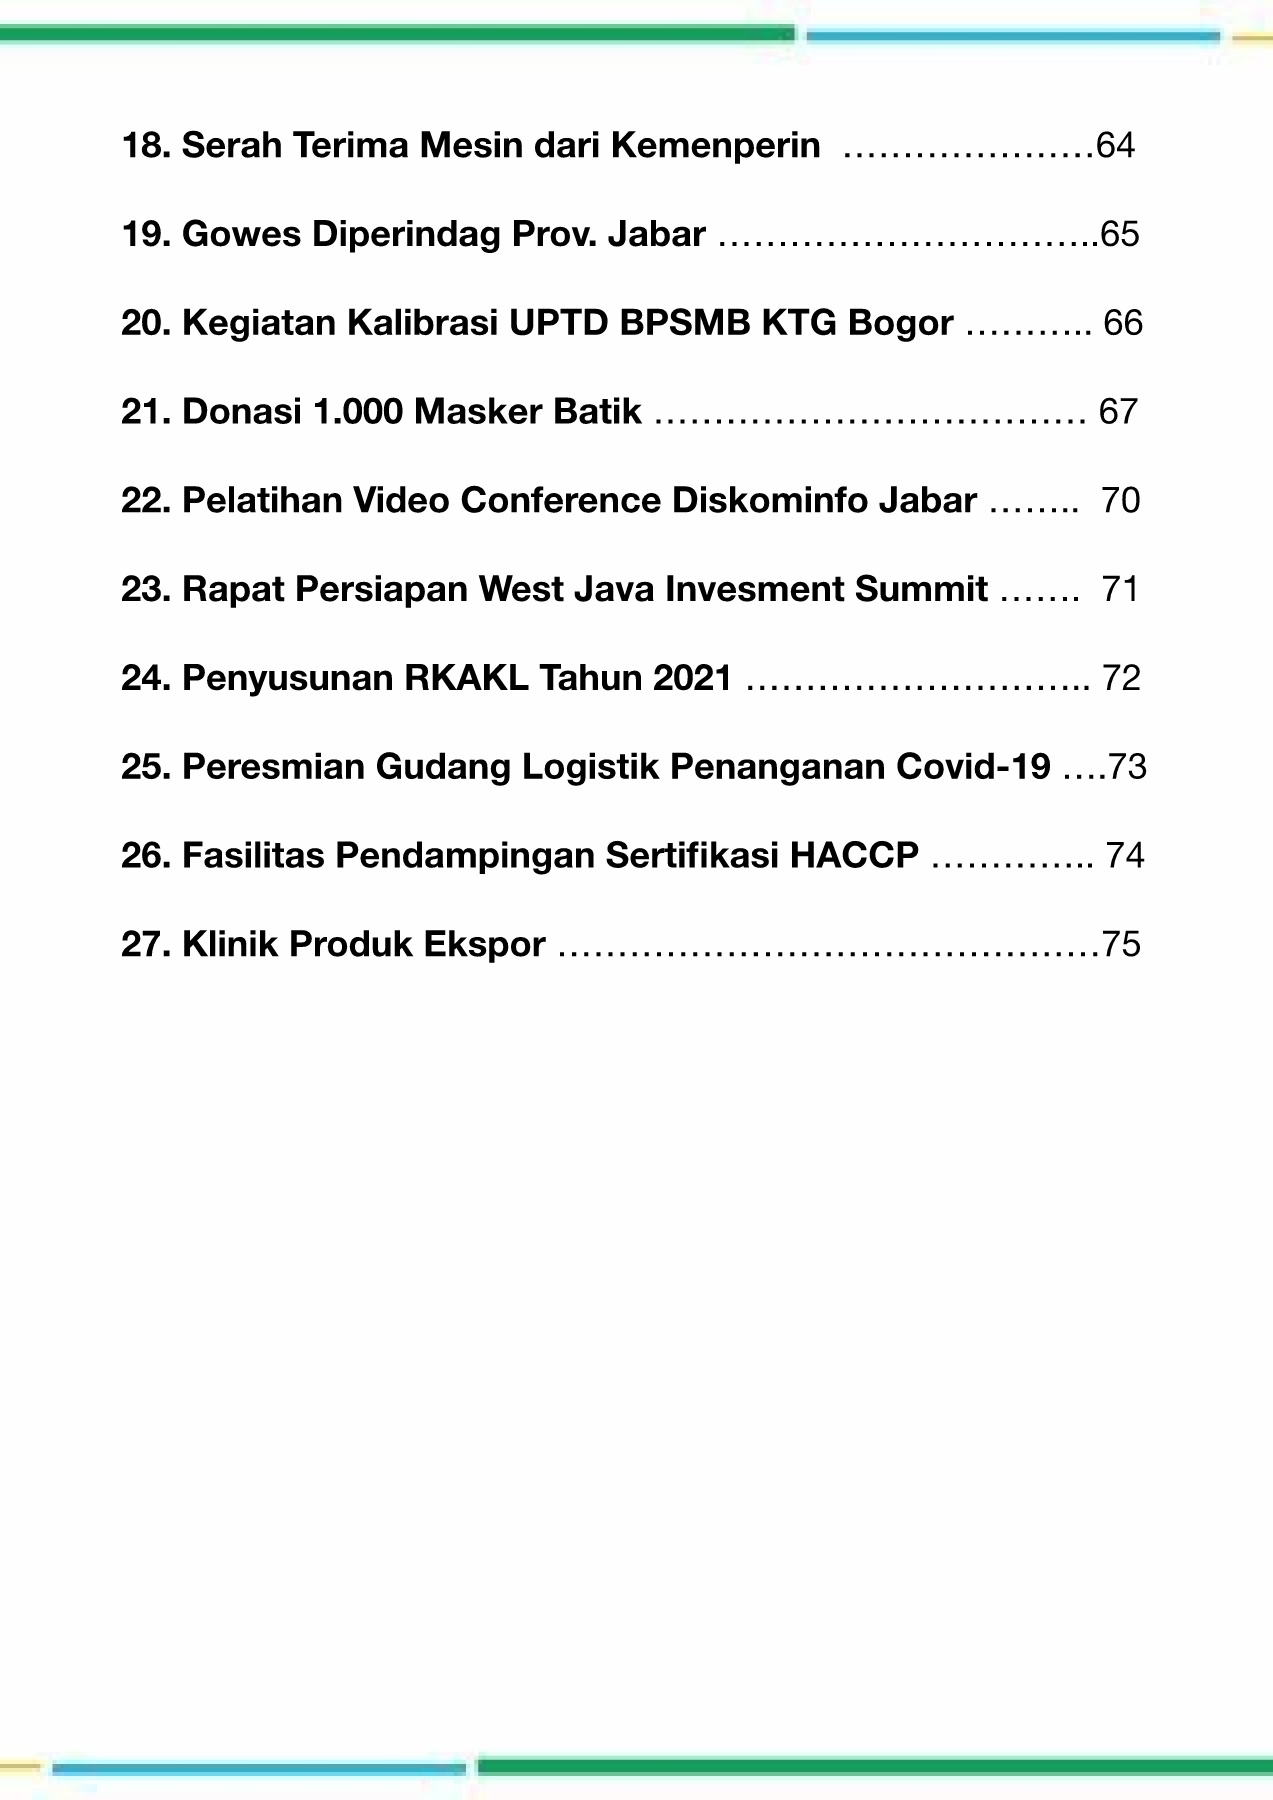 18. Serah Terima Mesin dari Kemenperin …………………64
19. Gowes Diperindag Prov. Jabar …………………………..65
20. Kegiatan Kalibrasi UPTD BPSMB KTG Bogor ……….. 66
21. Donasi 1.000 Masker Batik ……………………………… 67
22. Pelatihan Video Conference Diskominfo Jabar …….. 70
23. Rapat Persiapan West Java Invesment Summit ……. 71
24. Penyusunan RKAKL Tahun 2021 ……………………….. 72
25. Peresmian Gudang Logistik Penanganan Covid-19 ….73
26. Fasilitas Pendampingan Sertifikasi HACCP ………….. 74
27. Klinik Produk Ekspor ………………………………………75